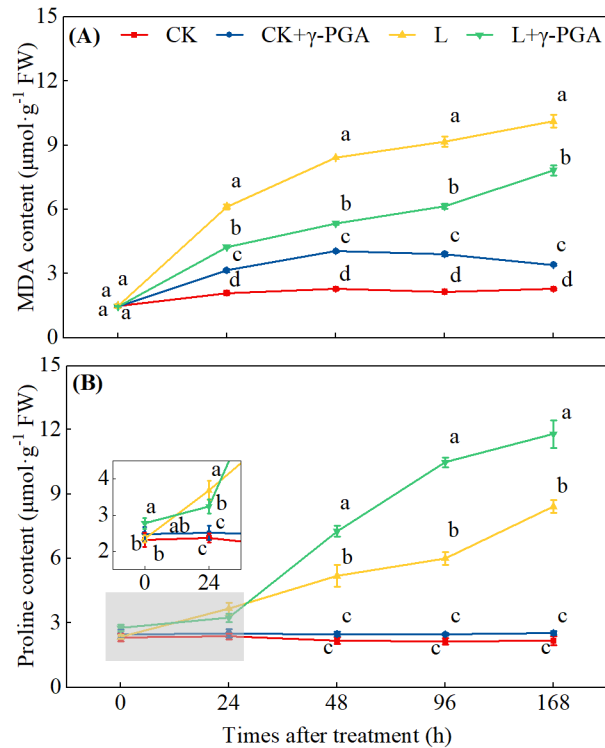 15
(A)
CK
CK+γ-PGA
L
L+γ-PGA
12
9
6
3
0
MDA content (μmol·g⁻¹ FW)
a
a
a
a
a
b
c
d
a
b
c
d
a
b
c
d
a
b
c
d
15
(B)
12
9
6
3
0
Proline content (μmol·g⁻¹ FW)
4
3
2
a
ab
b
b
a
b
c
c
0
24
a
b
c
c
a
b
c
c
a
b
c
c
0
24
48
96
168
Times after treatment (h)